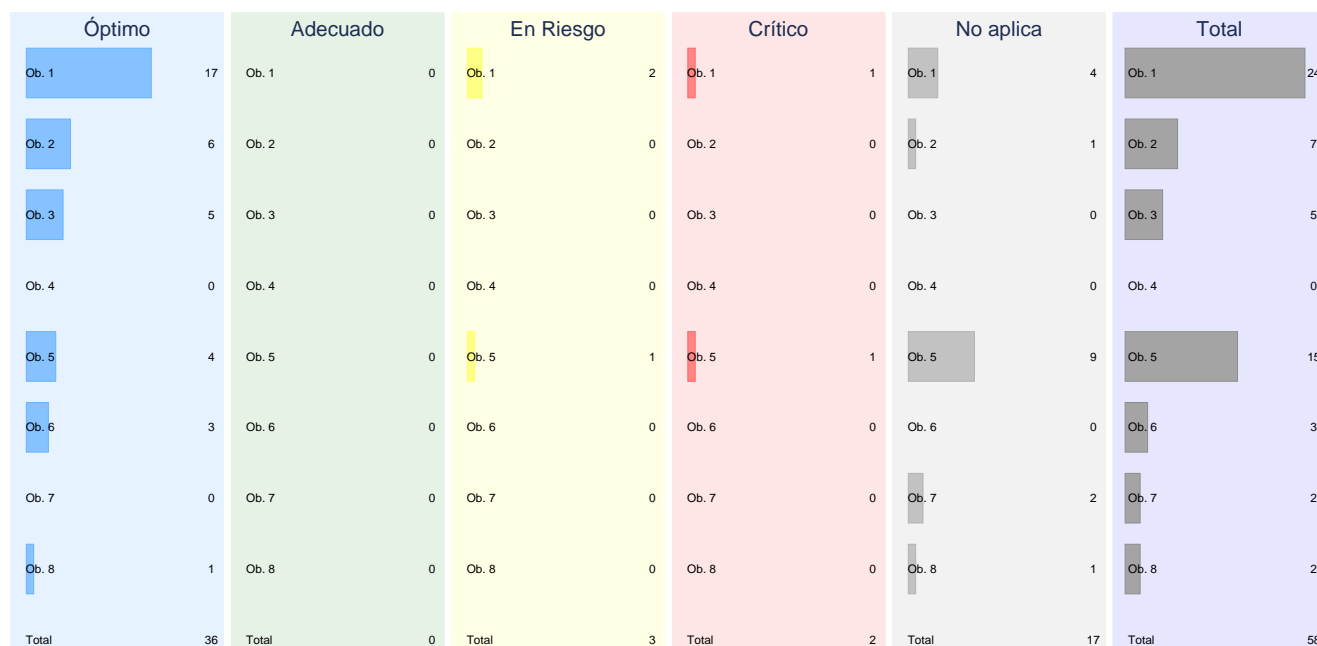 Óptimo Adecuado En Riesgo Crítico No aplica Total
Ob. 1 17 Ob. 1 0 Ob. 1 2 Ob. 1 1 Ob. 1 4 Ob. 1 24
Ob. 2 6 Ob. 2 0 Ob. 2 0 Ob. 2 0 Ob. 2 1 Ob. 2 7
Ob. 3 5 Ob. 3 0 Ob. 3 0 Ob. 3 0 Ob. 3 0 Ob. 3 5
Ob. 4 0 Ob. 4 0 Ob. 4 0 Ob. 4 0 Ob. 4 0 Ob. 4 0
Ob. 5 4 Ob. 5 0 Ob. 5 1 Ob. 5 1 Ob. 5 9 Ob. 5 15
Ob. 6 3 Ob. 6 0 Ob. 6 0 Ob. 6 0 Ob. 6 0 Ob. 6 3
Ob. 7 0 Ob. 7 0 Ob. 7 0 Ob. 7 0 Ob. 7 2 Ob. 7 2
Ob. 8 1 Ob. 8 0 Ob. 8 0 Ob. 8 0 Ob. 8 1 Ob. 8 2
Total 36 Total 0 Total 3 Total 2 Total 17 Total 58